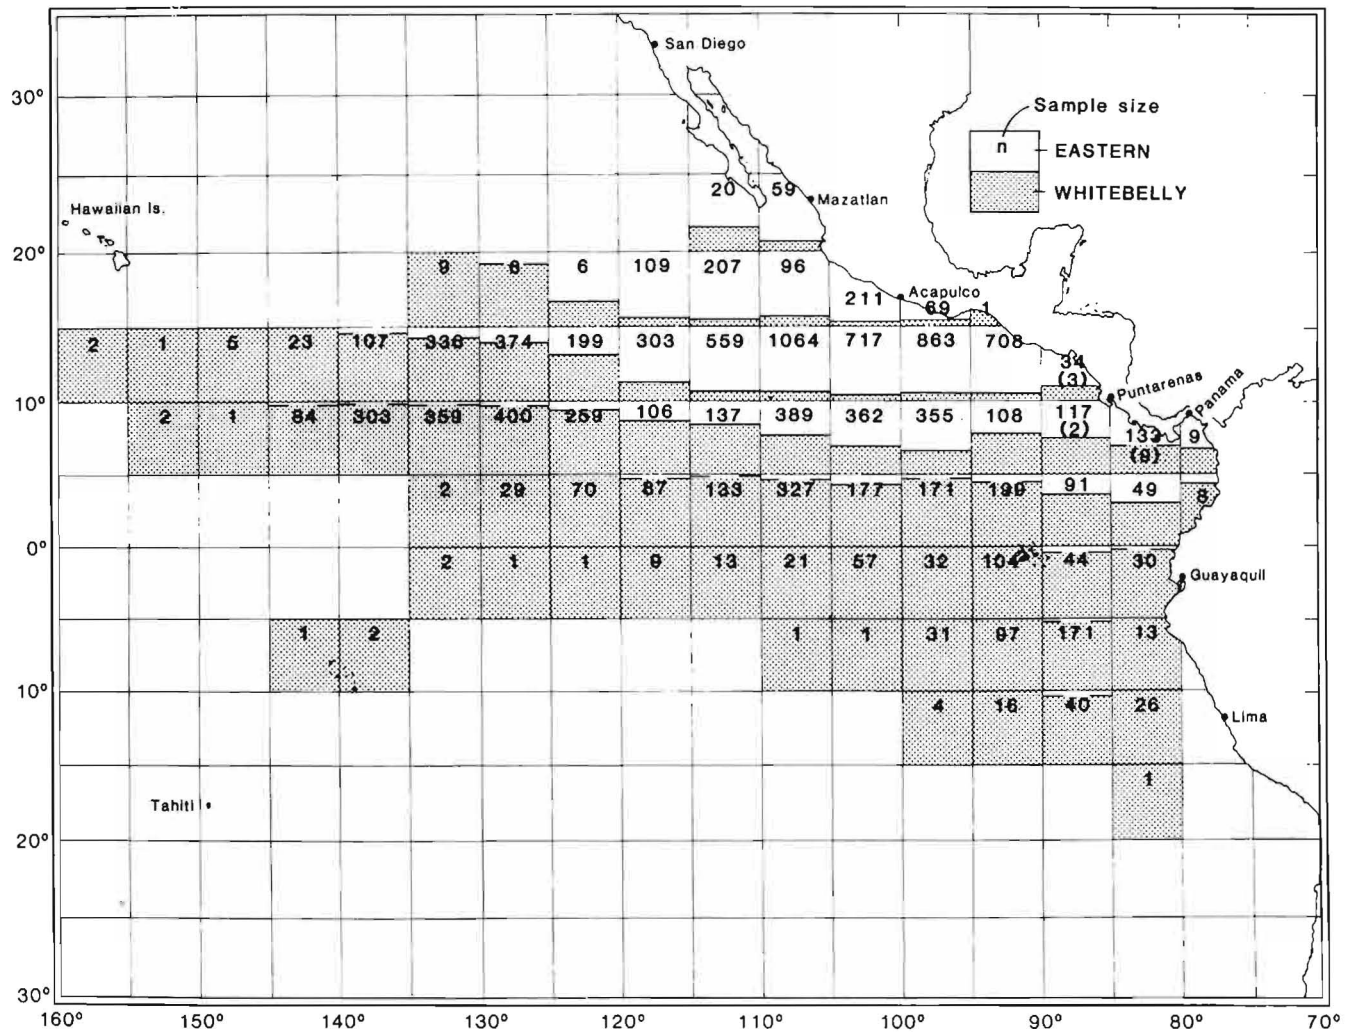 San Diego
30°
Sample size
n
EASTERN
WHITEBELLY
20 59
Mazatlan
Hawaiian Is.
20°
9 8 6 109 207 96
211
Acapulco
69 1
2 1 5 23 107 336 374 199 303 559 1064 717 863 708
34
(3)
Puntarenas
Panama
10°
2 1 84 303 359 400 259 106 137 389 362 355 108 117
(2)
133
(9)
9
2 29 70 87 133 327 177 171 199 91 49 8
0°
2 1 1 9 13 21 57 32 104 44 30
Guayaquil
1 2 1 1 31 97 171 13
10°
4 16 40 26
Lima
1
Tahiti
20°
30°
160° 150° 140° 130° 120° 110° 100° 90° 80° 70°